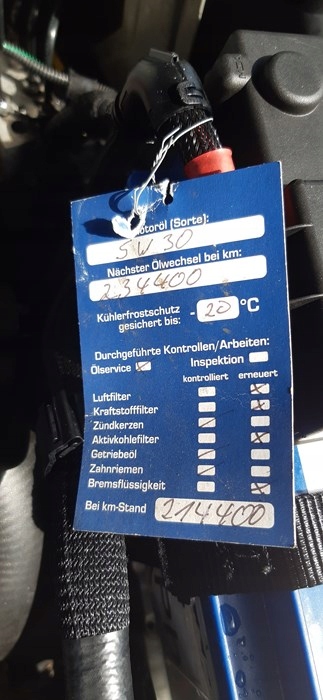 Motoröl (Sorte):
5W30
Nächster Ölwechsel bei km:
234400
Kühlerfrostschutz
gesichert bis: - 20 °C
Durchgeführte Kontrollen/Arbeiten:
Ölservice Inspektion
kontrolliert erneuert
Luftfilter
Kraftstofffilter
Zündkerzen
Aktivkohlefilter
Getriebeöl
Zahnriemen
Bremsflüssigkeit
Bei km-Stand 214400